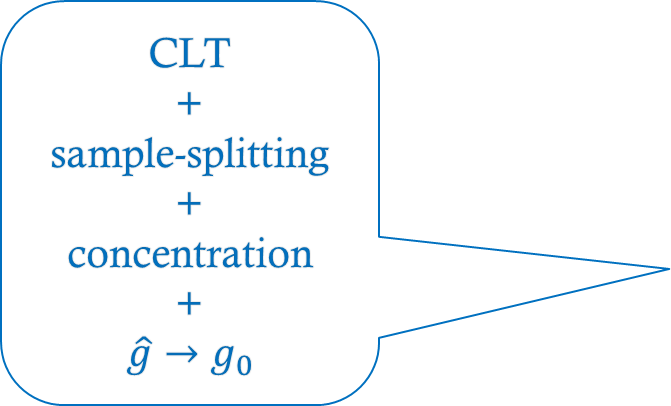 CLT
+
sample-splitting
+
concentration
+
ĝ → g₀